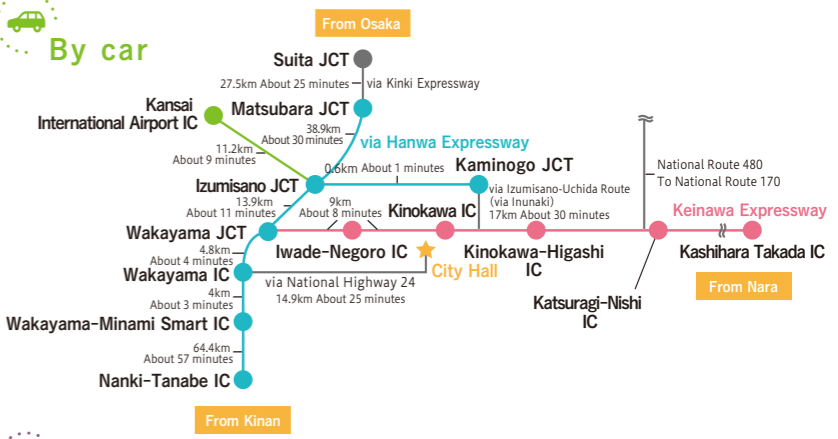 By car
From Osaka
Suita JCT
27.5km About 25 minutes
via Kinki Expressway
Kansai
International Airport IC
Matsubara JCT
38.9km
About 30 minutes
via Hanwa Expressway
11.2km
About 9 minutes
0.6km About 1 minutes
Kaminogo JCT
National Route 480
To National Route 170
Izumisano JCT
via Izumisano-Uchida Route
(via Inunaki)
17km About 30 minutes
13.9km
About 11 minutes
9km
About 8 minutes
Kinokawa IC
Keinawa Expressway
Wakayama JCT
Iwade-Negoro IC
Kinokawa-Higashi
IC
Kashihara Takada IC
4.8km
About 4 minutes
City Hall
Wakayama IC
via National Highway 24
14.9km About 25 minutes
From Nara
Katsuragi-Nishi
IC
4km
About 3 minutes
Wakayama-Minami Smart IC
64.4km
About 57 minutes
Nanki-Tanabe IC
From Kinan